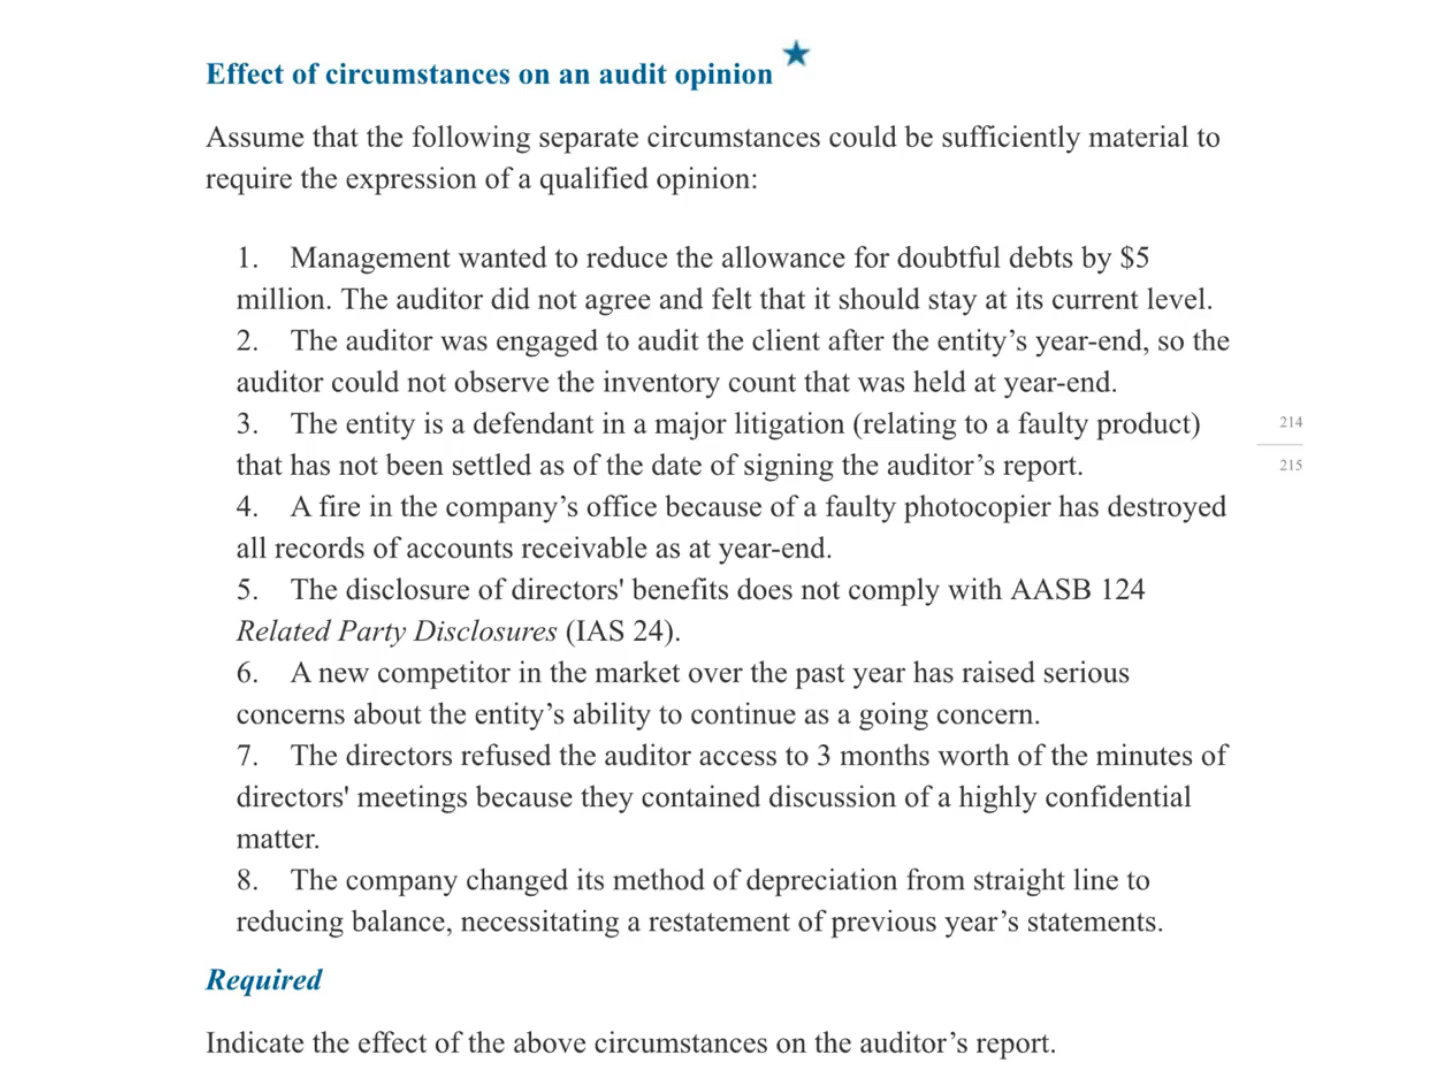 Effect of circumstances on an audit opinion
Assume that the following separate circumstances could be sufficiently material to
require the expression of a qualified opinion:
1. Management wanted to reduce the allowance for doubtful debts by $5
million. The auditor did not agree and felt that it should stay at its current level.
2. The auditor was engaged to audit the client after the entity’s year-end, so the
auditor could not observe the inventory count that was held at year-end.
3. The entity is a defendant in a major litigation (relating to a faulty product)
214
that has not been settled as of the date of signing the auditor’s report.
215
4. A fire in the company’s office because of a faulty photocopier has destroyed
all records of accounts receivable as at year-end.
5. The disclosure of directors' benefits does not comply with AASB 124
Related Party Disclosures (IAS 24).
6. A new competitor in the market over the past year has raised serious
concerns about the entity’s ability to continue as a going concern.
7. The directors refused the auditor access to 3 months worth of the minutes of
directors' meetings because they contained discussion of a highly confidential
matter.
8. The company changed its method of depreciation from straight line to
reducing balance, necessitating a restatement of previous year’s statements.
Required
Indicate the effect of the above circumstances on the auditor’s report.